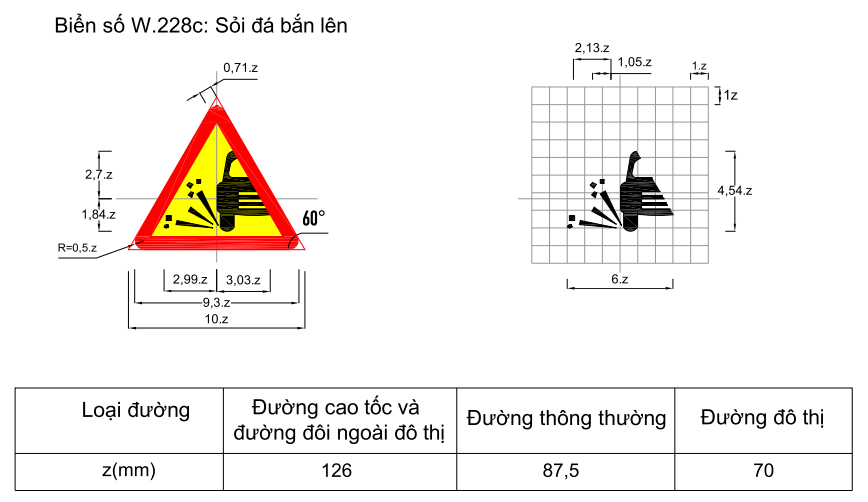 Biển số W.228c: Sỏi đá bắn lên
0,71.z
2,7.z
1,84.z
R=0,5.z
60°
2,99.z
3,03.z
9,3.z
10.z
2,13.z
1,05.z
1.z
1z
4,54.z
6.z
Loại đường
Đường cao tốc và
đường đôi ngoài đô thị
Đường thông thường
Đường đô thị
z(mm)
126
87,5
70